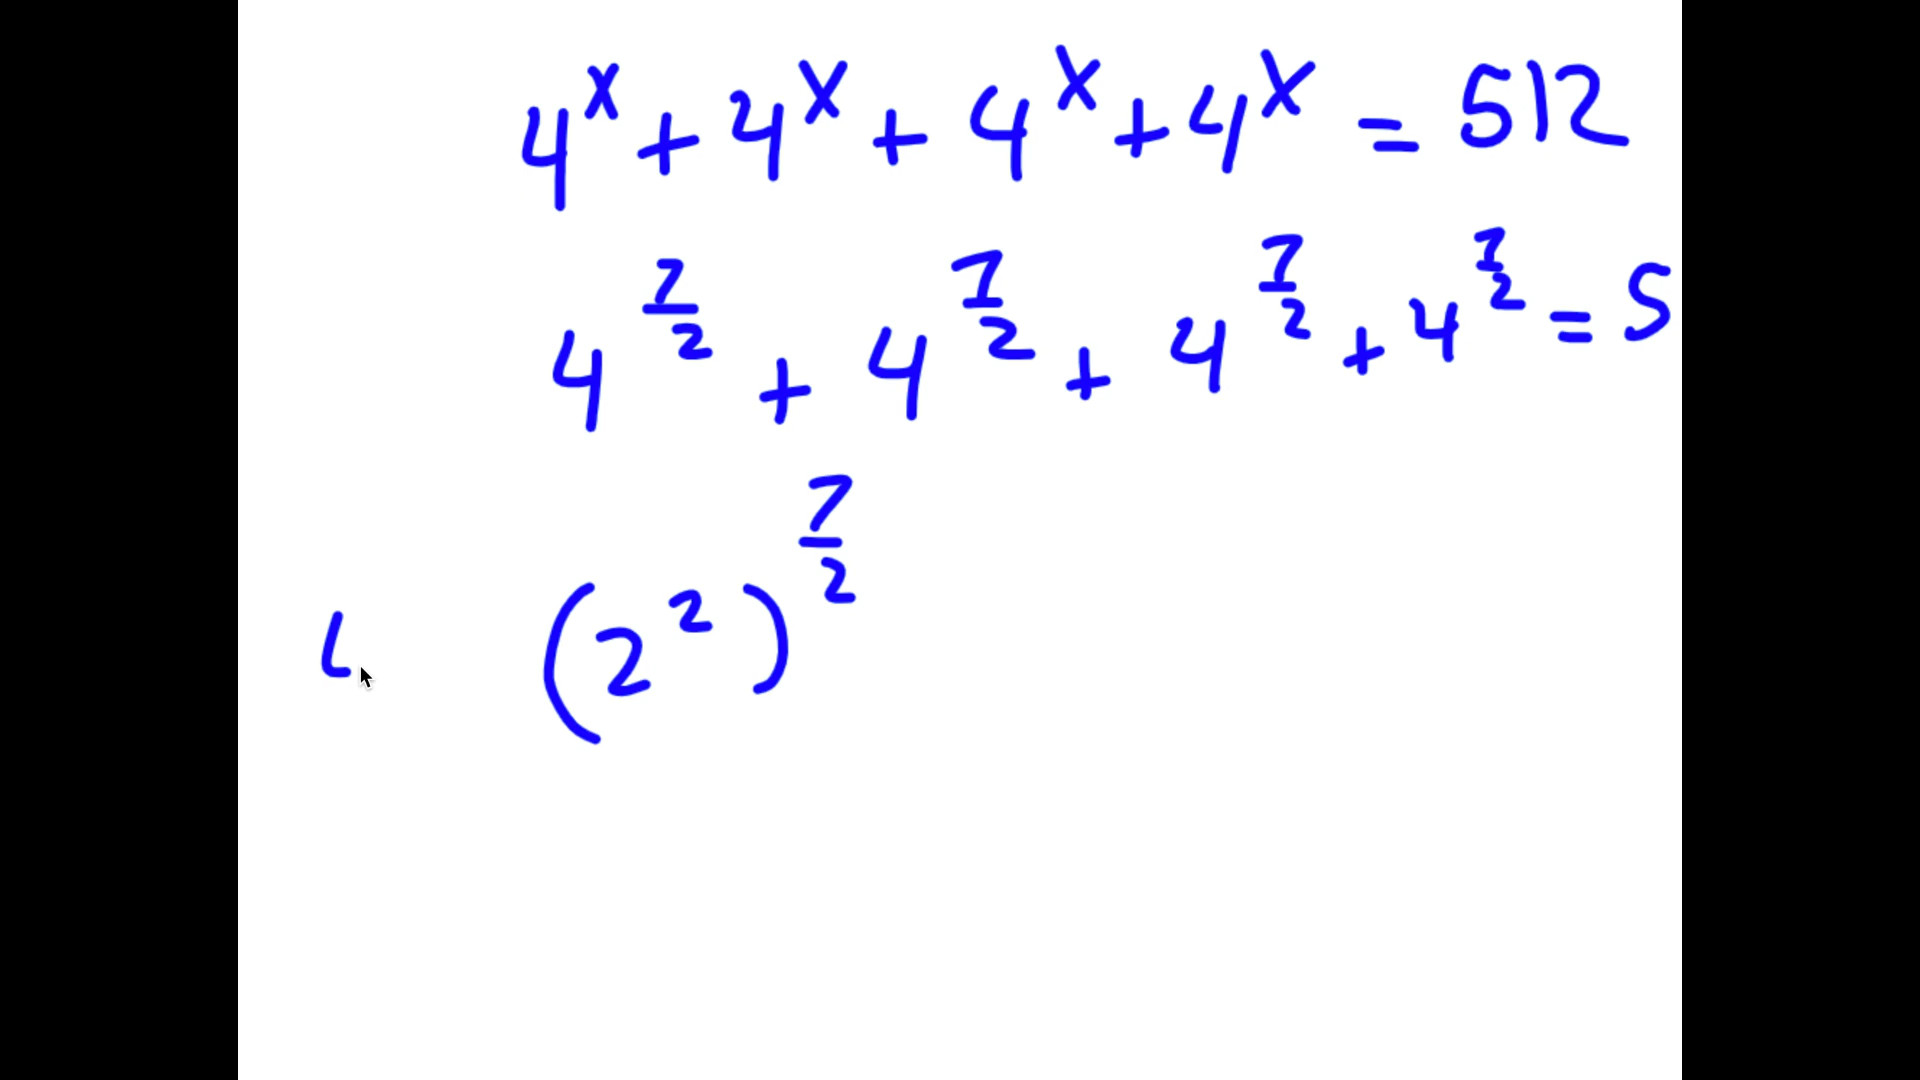 4^x + 4^x + 4^x + 4^x = 512
4^(7/2) + 4^(7/2) + 4^(7/2) + 4^(7/2) = 5
(2^2)^(7/2)